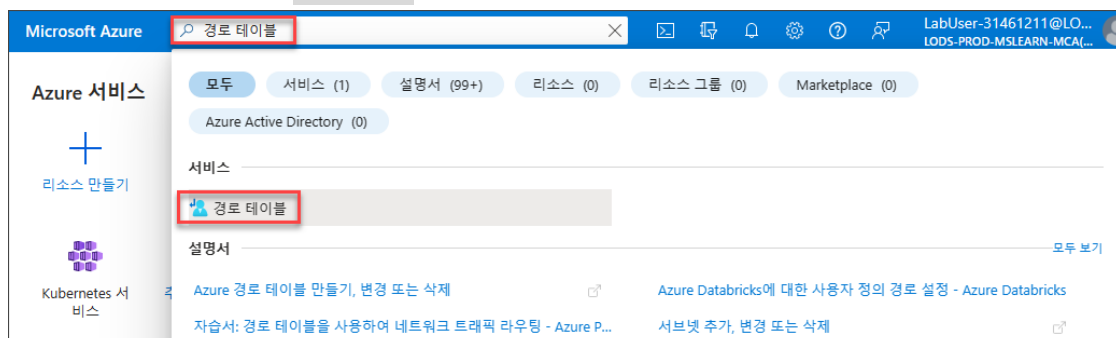 Microsoft Azure
경로 테이블
LabUser-31461211@LO...
LODS-PROD-MSLEARN-MCA(...
Azure 서비스
모두
서비스 (1)
설명서 (99+)
리소스 (0)
리소스 그룹 (0)
Marketplace (0)
Azure Active Directory (0)
리소스 만들기
서비스
경로 테이블
설명서
모두 보기
Kubernetes 서
비스
Azure 경로 테이블 만들기, 변경 또는 삭제
Azure Databricks에 대한 사용자 정의 경로 설정 - Azure Databricks
자습서: 경로 테이블을 사용하여 네트워크 트래픽 라우팅 - Azure P...
서브넷 추가, 변경 또는 삭제